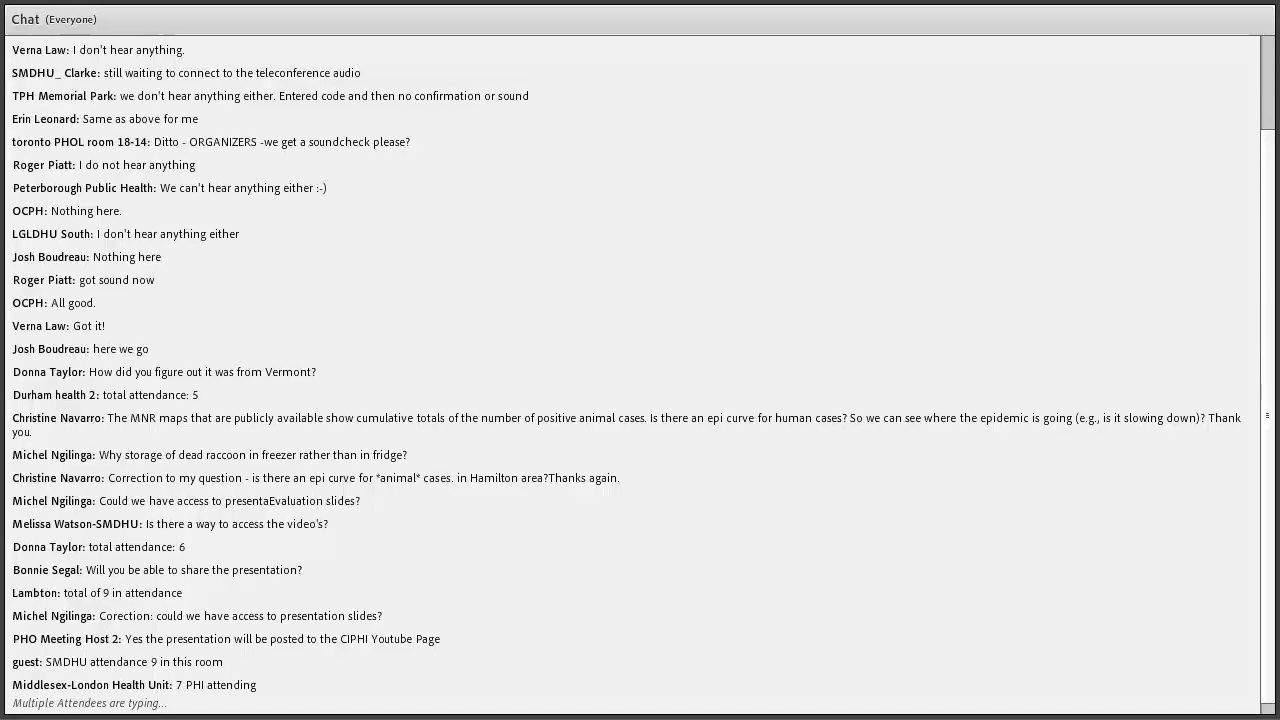 Chat (Everyone)
Verna Law: I don't hear anything.
SMDHU_ Clarke: still waiting to connect to the teleconference audio
TPH Memorial Park: we don't hear anything either. Entered code and then no confirmation or sound
Erin Leonard: Same as above for me
toronto PHOL room 18-14: Ditto - ORGANIZERS -we get a soundcheck please?
Roger Piatt: I do not hear anything
Peterborough Public Health: We can't hear anything either :-)
OCPH: Nothing here.
LGLDHU South: I don't hear anything either
Josh Boudreau: Nothing here
Roger Piatt: got sound now
OCPH: All good.
Verna Law: Got it!
Josh Boudreau: here we go
Donna Taylor: How did you figure out it was from Vermont?
Durham health 2: total attendance: 5
Christine Navarro: The MNR maps that are publicly available show cumulative totals of the number of positive animal cases. Is there an epi curve for human cases? So we can see where the epidemic is going (e.g., is it slowing down)? Thank
you.
Michel Ngilinga: Why storage of dead raccoon in freezer rather than in fridge?
Christine Navarro: Correction to my question - is there an epi curve for *animal* cases. in Hamilton area?Thanks again.
Michel Ngilinga: Could we have access to presentaEvaluation slides?
Melissa Watson-SMDHU: Is there a way to access the video's?
Donna Taylor: total attendance: 6
Bonnie Segal: Will you be able to share the presentation?
Lambton: total of 9 in attendance
Michel Ngilinga: Corection: could we have access to presentation slides?
PHO Meeting Host 2: Yes the presentation will be posted to the CIPHI Youtube Page
guest: SMDHU attendance 9 in this room
Middlesex-London Health Unit: 7 PHI attending
Multiple Attendees are typing...